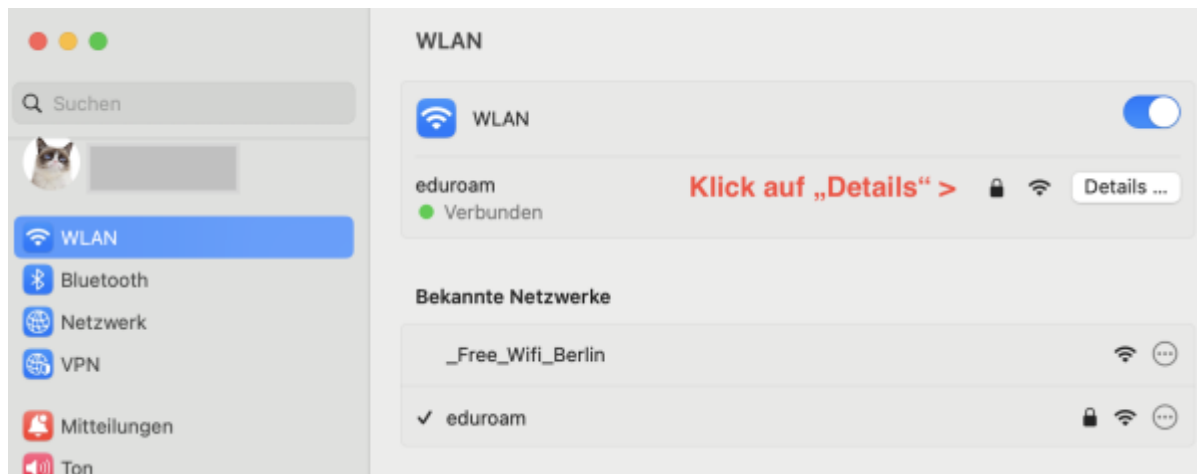 Suchen
WLAN
Bluetooth
Netzwerk
VPN
Mitteilungen
Ton
WLAN
WLAN
eduroam
Verbunden
Klick auf „Details“ >
Details ...
Bekannte Netzwerke
_Free_Wifi_Berlin
eduroam